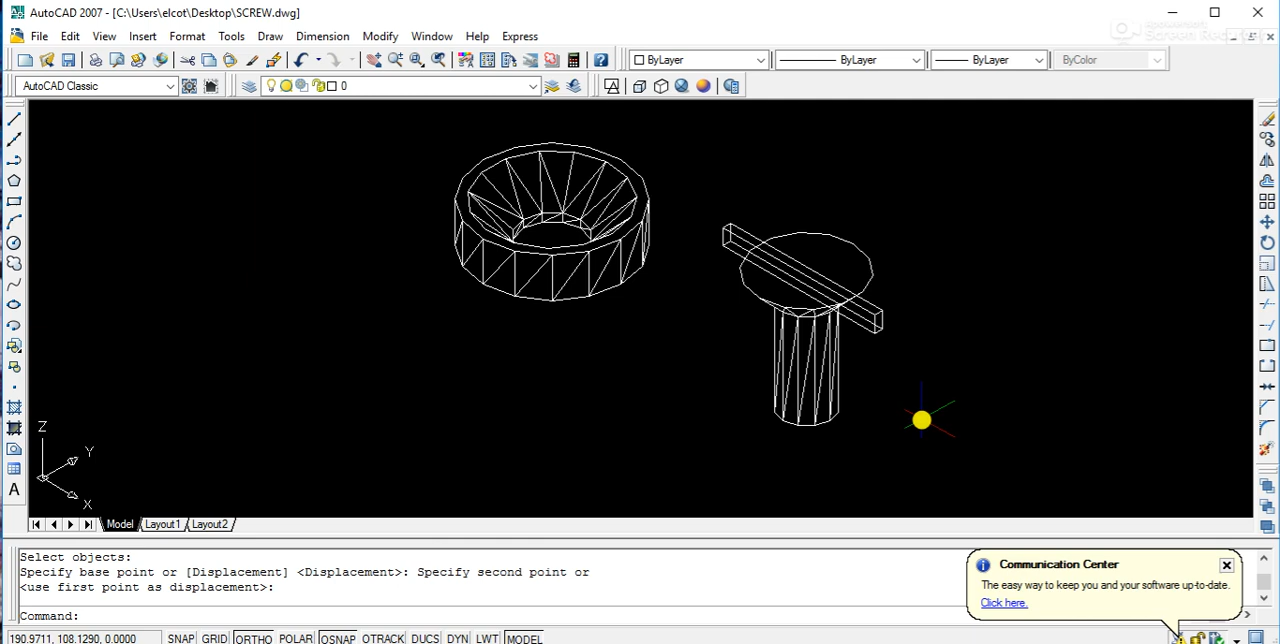 AutoCAD 2007 - [C:\Users\elcot\Desktop\SCREW.dwg]
File Edit View Insert Format Tools Draw Dimension Modify Window Help Express
ByLayer ByLayer ByLayer ByColor
AutoCAD Classic 0
Z
Y
X
A
Model Layout1 Layout2
Select objects:
Specify base point or [Displacement] <Displacement>: Specify second point or
<use first point as displacement>:
Command:
Communication Center
The easy way to keep you and your software up-to-date.
Click here.
190.9711, 108.1290, 0.0000 SNAP GRID ORTHO POLAR OSNAP OTRACK DUCS DYN LWT MODEL